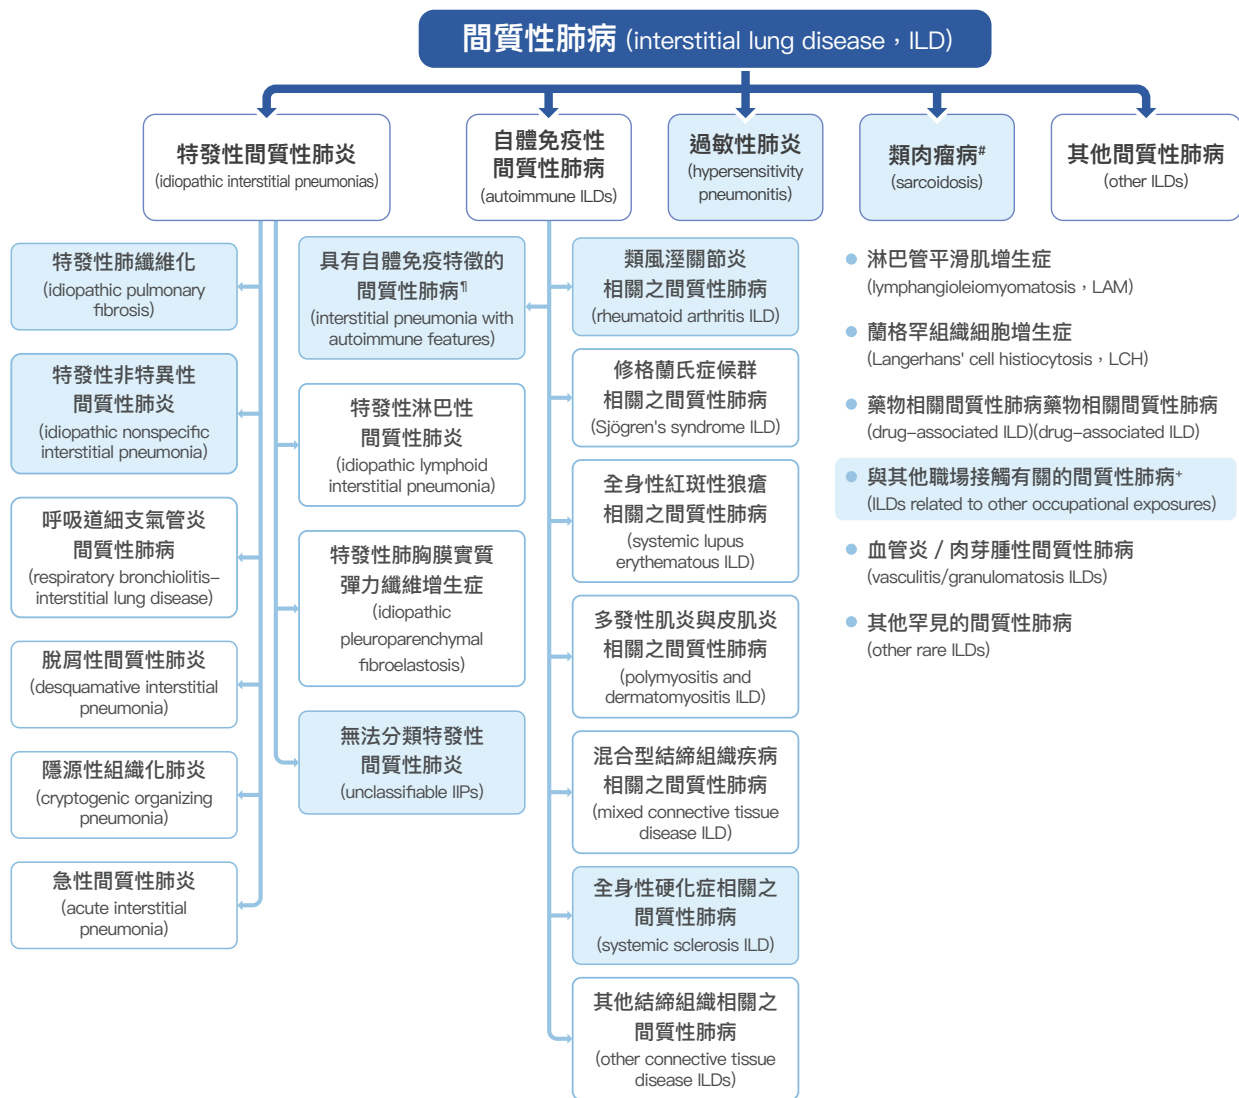 間質性肺病 (interstitial lung disease，ILD)
特發性間質性肺炎
(idiopathic interstitial pneumonias)
自體免疫性
間質性肺病
(autoimmune ILDs)
過敏性肺炎
(hypersensitivity
pneumonitis)
類肉瘤病#
(sarcoidosis)
其他間質性肺病
(other ILDs)
特發性肺纖維化
(idiopathic pulmonary
fibrosis)
特發性非特異性
間質性肺炎
(idiopathic nonspecific
interstitial pneumonia)
呼吸道細支氣管炎
間質性肺病
(respiratory bronchiolitis–
interstitial lung disease)
脫屑性間質性肺炎
(desquamative interstitial
pneumonia)
隱源性組織化肺炎
(cryptogenic organizing
pneumonia)
急性間質性肺炎
(acute interstitial
pneumonia)
具有自體免疫特徵的
間質性肺病¶
(interstitial pneumonia with
autoimmune features)
特發性淋巴性
間質性肺炎
(idiopathic lymphoid
interstitial pneumonia)
特發性肺胸膜實質
彈力纖維增生症
(idiopathic
pleuroparenchymal
fibroelastosis)
無法分類特發性
間質性肺炎
(unclassifiable IIPs)
類風溼關節炎
相關之間質性肺病
(rheumatoid arthritis ILD)
修格蘭氏症候群
相關之間質性肺病
(Sjögren's syndrome ILD)
全身性紅斑性狼瘡
相關之間質性肺病
(systemic lupus
erythematous ILD)
多發性肌炎與皮肌炎
相關之間質性肺病
(polymyositis and
dermatomyositis ILD)
混合型結締組織疾病
相關之間質性肺病
(mixed connective tissue
disease ILD)
全身性硬化症相關之
間質性肺病
(systemic sclerosis ILD)
其他結締組織相關之
間質性肺病
(other connective tissue
disease ILDs)
淋巴管平滑肌增生症
(lymphangioleiomyomatosis，LAM)
蘭格罕組織細胞增生症
(Langerhans' cell histiocytosis，LCH)
藥物相關間質性肺病藥物相關間質性肺病
(drug–associated ILD)(drug–associated ILD)
與其他職場接觸有關的間質性肺病+
(ILDs related to other occupational exposures)
血管炎 / 肉芽腫性間質性肺病
(vasculitis/granulomatosis ILDs)
其他罕見的間質性肺病
(other rare ILDs)